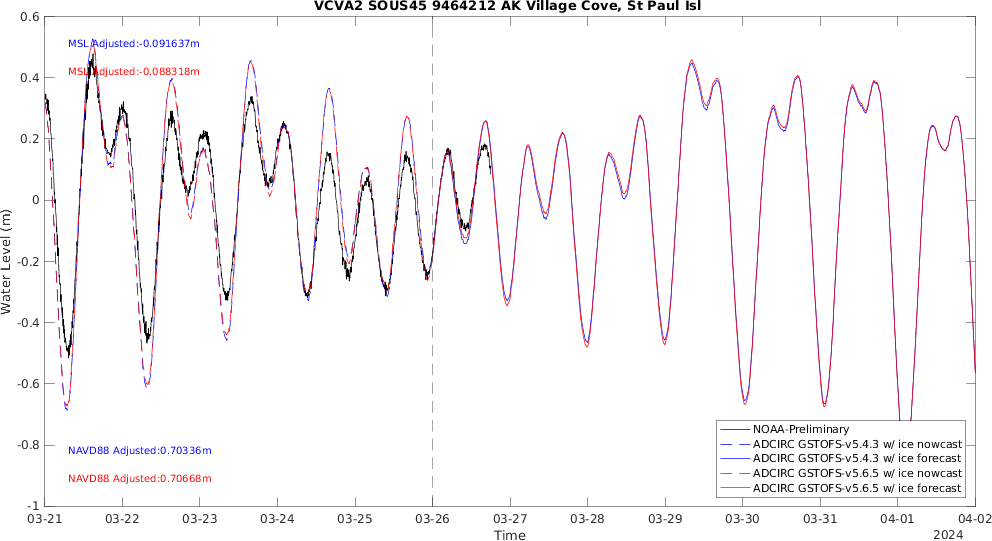 VCVA2 SOUS45 9464212 AK Village Cove, St Paul Isl
0.6
0.4
0.2
0
-0.2
-0.4
-0.6
-0.8
-1
Water Level (m)
MSL Adjusted:-0.091637m
MSL Adjusted:-0.088318m
NAVD88 Adjusted:0.70336m
NAVD88 Adjusted:0.70668m
NOAA-Preliminary
ADCIRC GSTOFS-v5.4.3 w/ ice nowcast
ADCIRC GSTOFS-v5.4.3 w/ ice forecast
ADCIRC GSTOFS-v5.6.5 w/ ice nowcast
ADCIRC GSTOFS-v5.6.5 w/ ice forecast
03-21 03-22 03-23 03-24 03-25 03-26 03-27 03-28 03-29 03-30 03-31 04-01 04-02
Time
2024